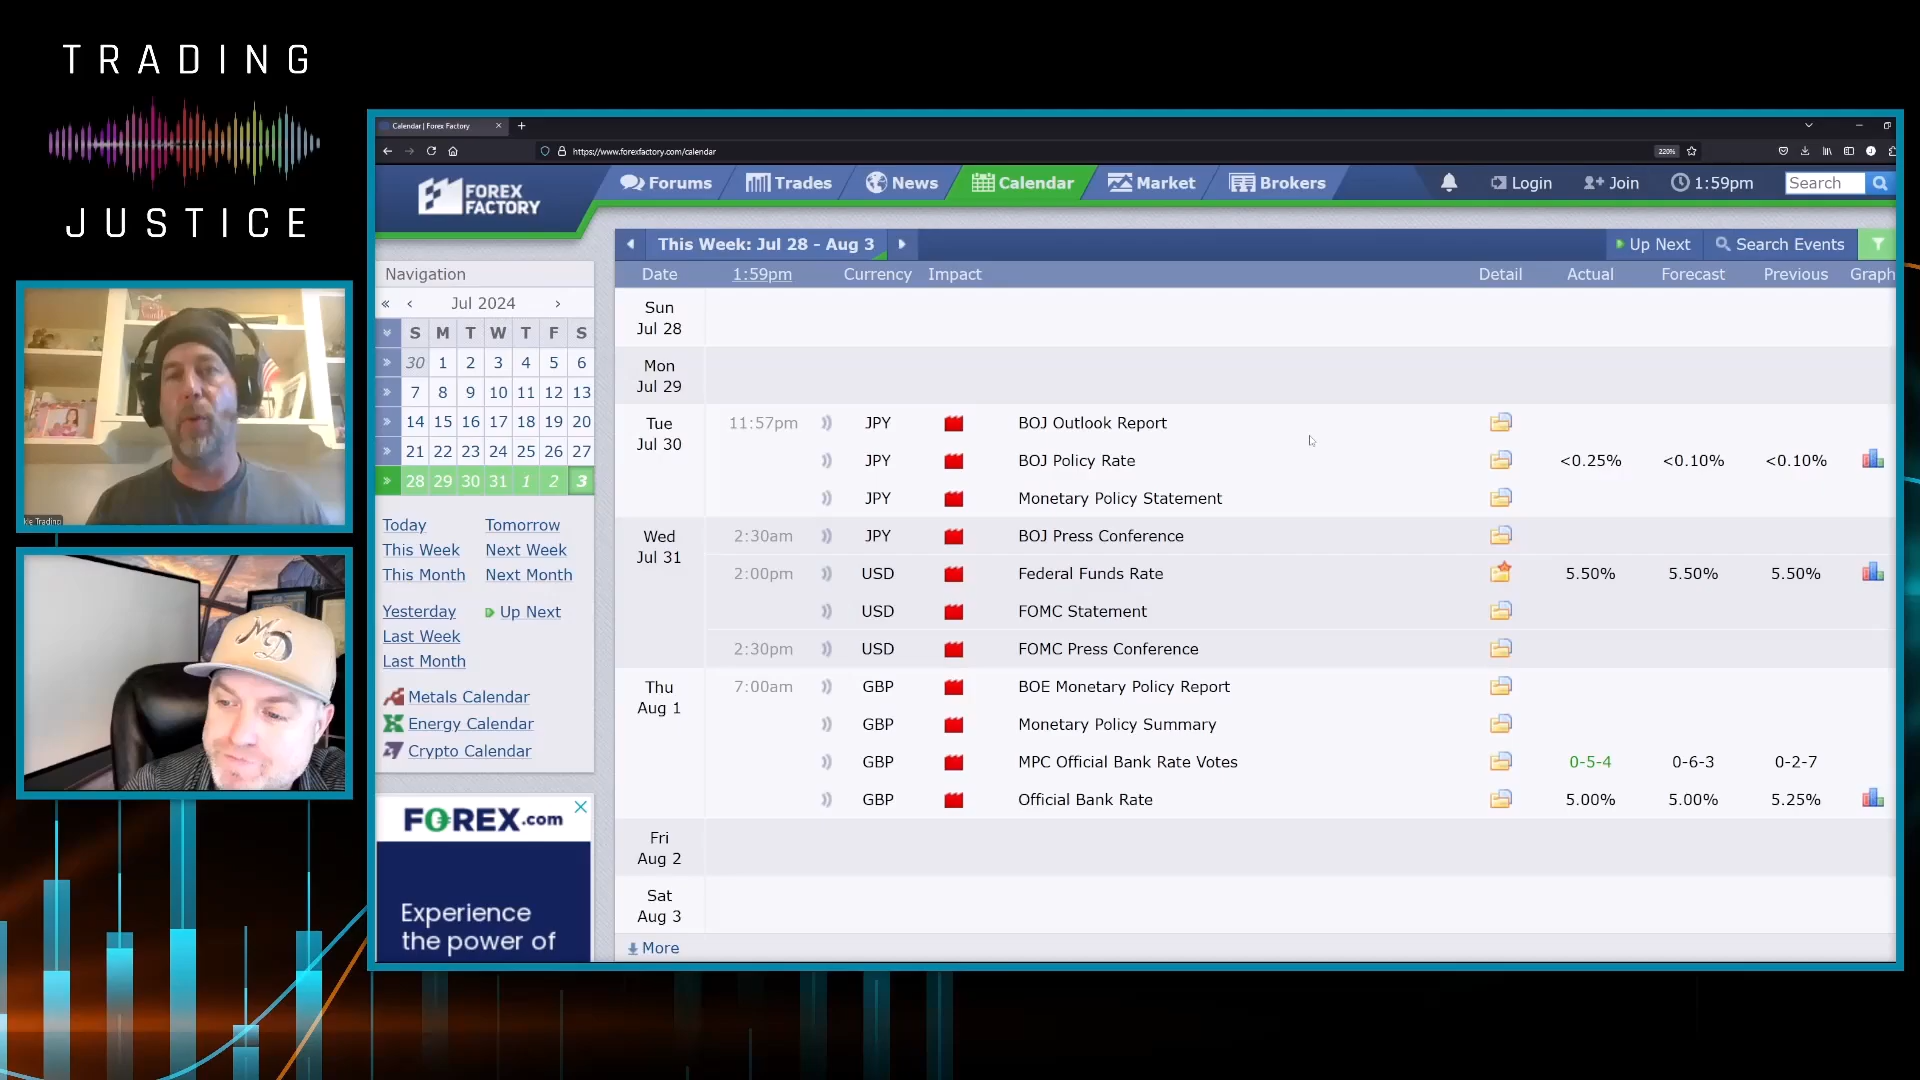 TRADING
JUSTICE
kle Trading
MD
Calendar | Forex Factory
https://www.forexfactory.com/calendar
220%
FOREX FACTORY
Forums
Trades
News
Calendar
Market
Brokers
Login
Join
1:59pm
Search
Navigation
« ‹ Jul 2024 ›
S M T W T F S
» 30 1 2 3 4 5 6
» 7 8 9 10 11 12 13
» 14 15 16 17 18 19 20
» 21 22 23 24 25 26 27
» 28 29 30 31 1 2 3
Today Tomorrow
This Week Next Week
This Month Next Month
Yesterday Up Next
Last Week
Last Month
Metals Calendar
Energy Calendar
Crypto Calendar
FOREX.com
Experience
the power of
This Week: Jul 28 - Aug 3
Up Next
Search Events
Date 1:59pm Currency Impact Detail Actual Forecast Previous Graph
Sun
Jul 28
Mon
Jul 29
Tue
Jul 30
11:57pm JPY BOJ Outlook Report
JPY BOJ Policy Rate <0.25% <0.10% <0.10%
JPY Monetary Policy Statement
Wed
Jul 31
2:30am JPY BOJ Press Conference
2:00pm USD Federal Funds Rate 5.50% 5.50% 5.50%
USD FOMC Statement
2:30pm USD FOMC Press Conference
Thu
Aug 1
7:00am GBP BOE Monetary Policy Report
GBP Monetary Policy Summary
GBP MPC Official Bank Rate Votes 0-5-4 0-6-3 0-2-7
GBP Official Bank Rate 5.00% 5.00% 5.25%
Fri
Aug 2
Sat
Aug 3
More